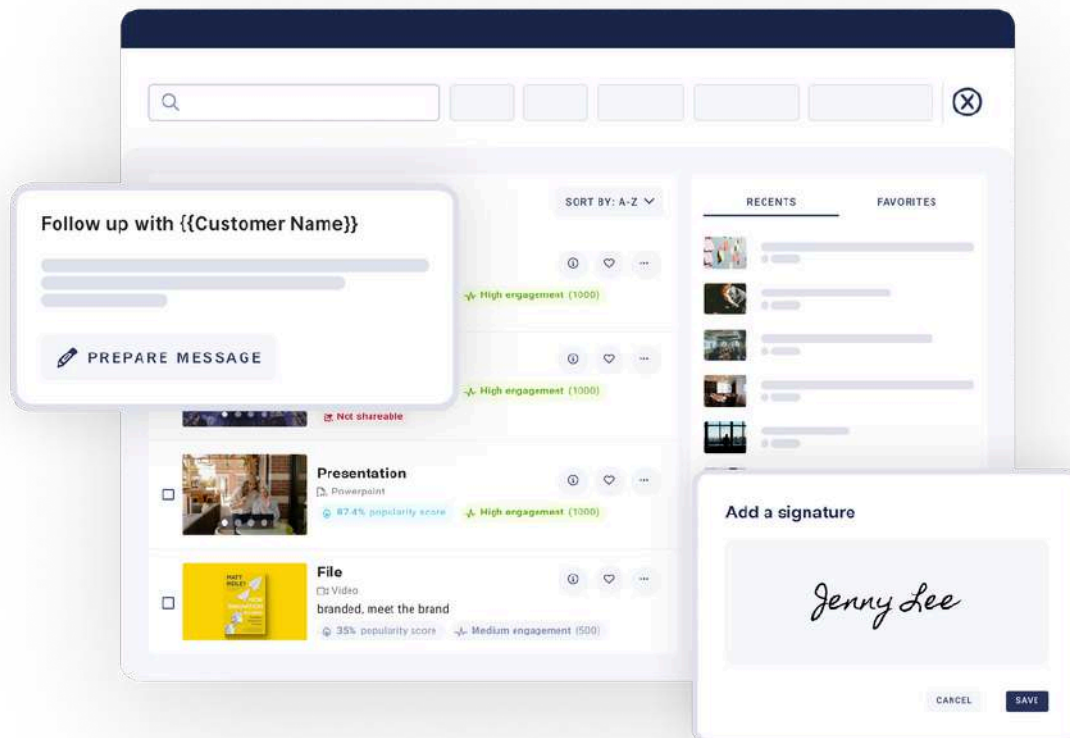 SORT BY: A-Z
RECENTS
FAVORITES
Follow up with {{Customer Name}}
PREPARE MESSAGE
High engagement (1000)
High engagement (1000)
Not shareable
Presentation
Powerpoint
87.4% popularity score
High engagement (1000)
File
Video
branded, meet the brand
35% popularity score
Medium engagement (500)
MATT
RIDLEY
Add a signature
Jenny Lee
CANCEL
SAVE